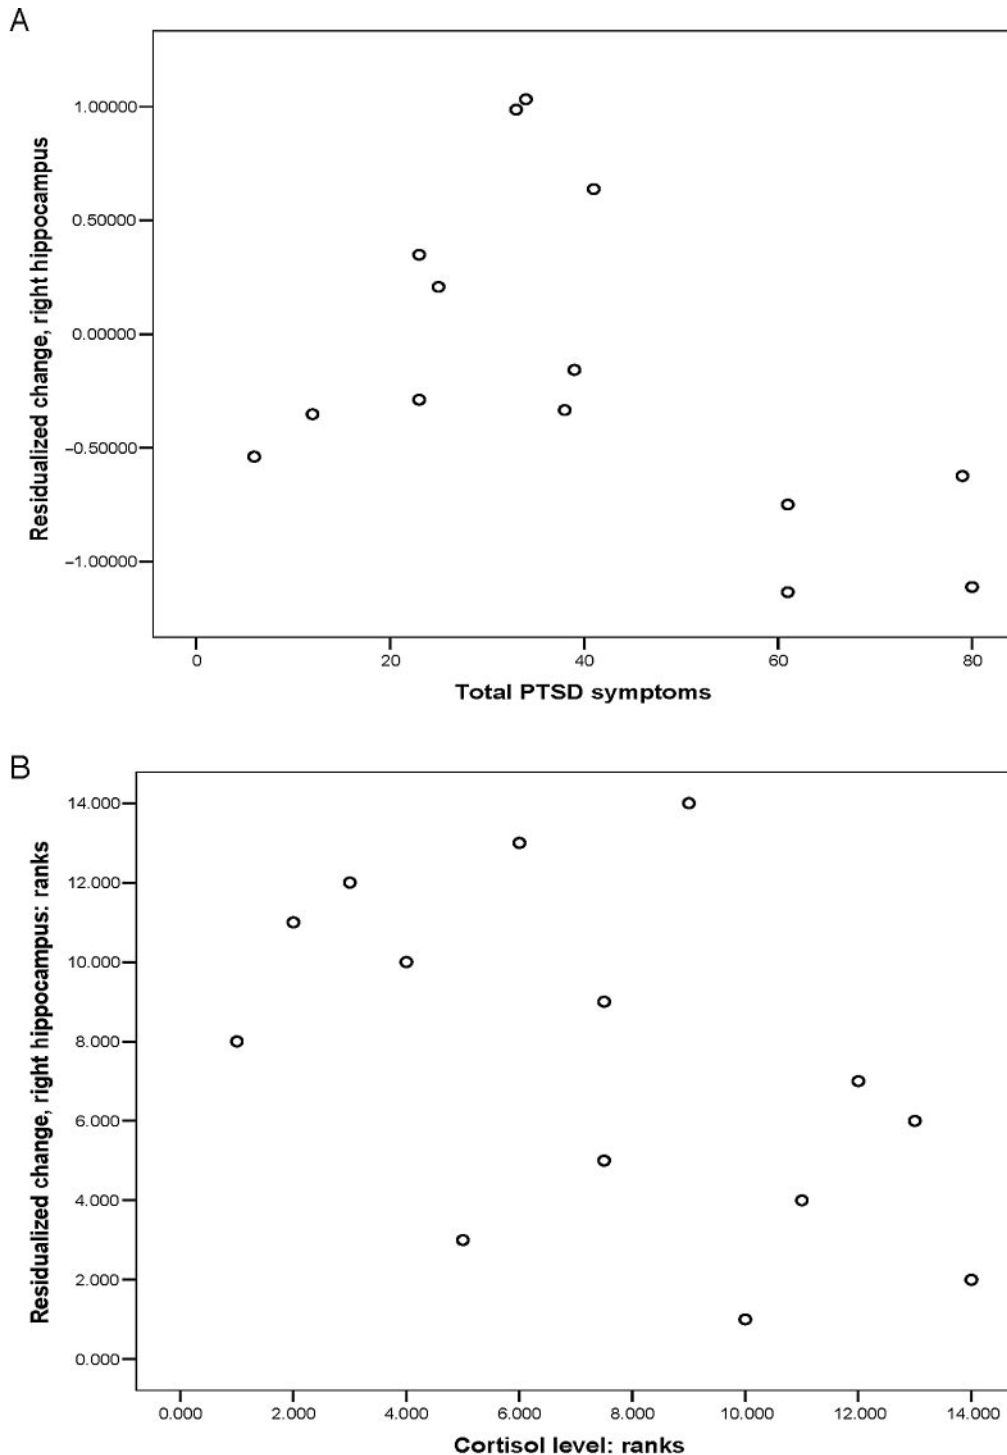 A
Residualized change, right hippocampus
1.00000
0.50000
0.00000
−0.50000
−1.00000
0 20 40 60 80
Total PTSD symptoms
B
Residualized change, right hippocampus: ranks
14.000
12.000
10.000
8.000
6.000
4.000
2.000
0.000
0.000 2.000 4.000 6.000 8.000 10.000 12.000 14.000
Cortisol level: ranks